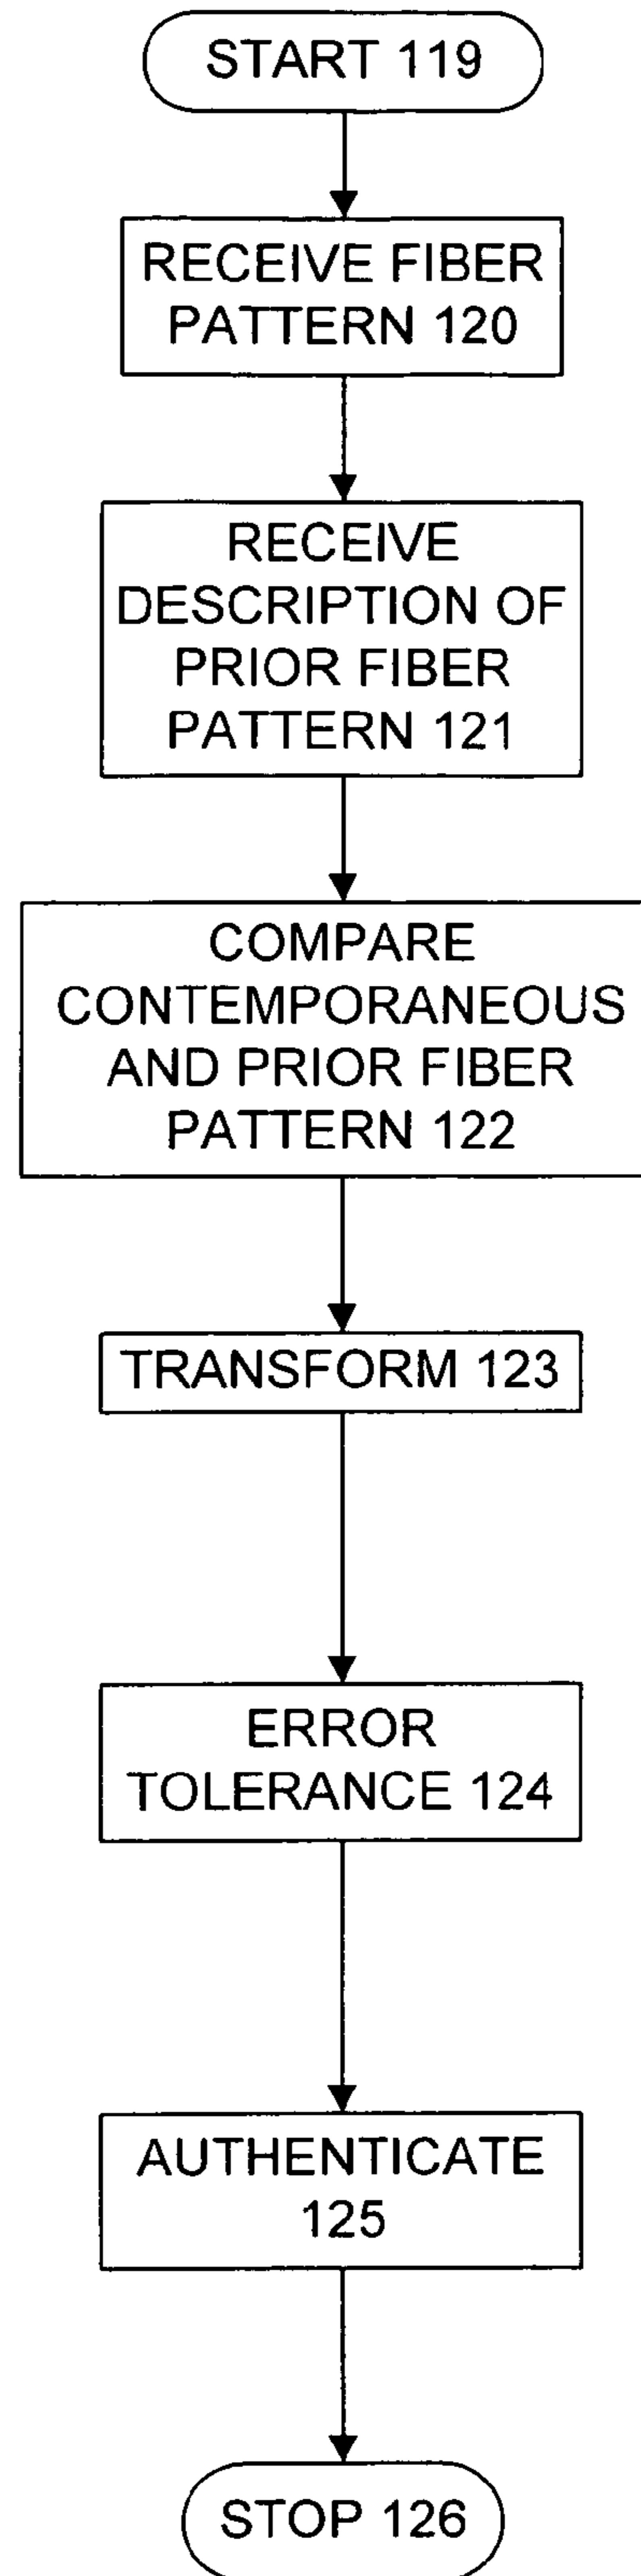 START 119
RECEIVE FIBER
PATTERN 120
RECEIVE
DESCRIPTION OF
PRIOR FIBER
PATTERN 121
COMPARE
CONTEMPORANEOUS
AND PRIOR FIBER
PATTERN 122
TRANSFORM 123
ERROR
TOLERANCE 124
AUTHENTICATE
125
STOP 126